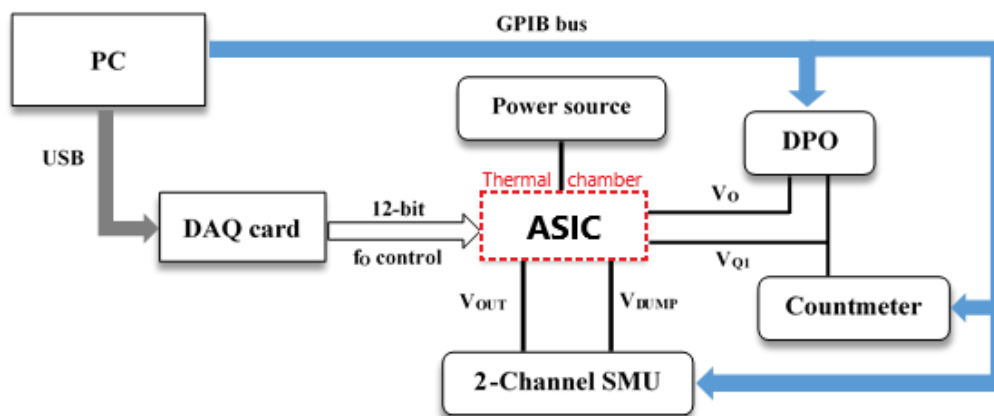 GPIB bus
PC
Power source
DPO
USB
Thermal chamber
Vo
12-bit
DAQ card
ASIC
fo control
VQ1
VOUT
VDUMP
Countmeter
2-Channel SMU